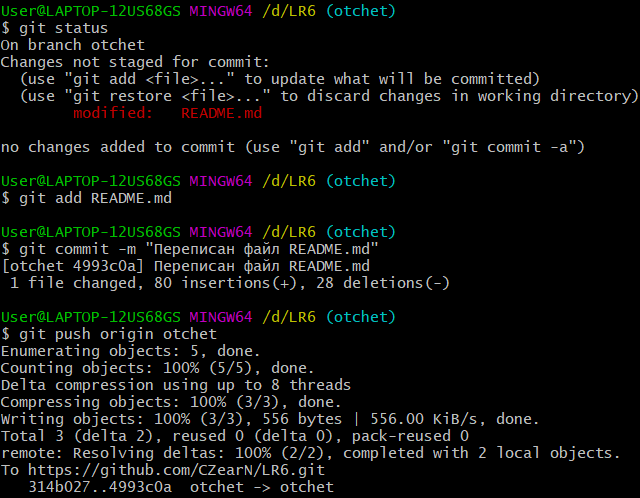 User@LAPTOP-12US68GS MINGW64 /d/LR6 (otchet)
$ git status
On branch otchet
Changes not staged for commit:
  (use "git add <file>..." to update what will be committed)
  (use "git restore <file>..." to discard changes in working directory)
        modified:   README.md

no changes added to commit (use "git add" and/or "git commit -a")

User@LAPTOP-12US68GS MINGW64 /d/LR6 (otchet)
$ git add README.md

User@LAPTOP-12US68GS MINGW64 /d/LR6 (otchet)
$ git commit -m "Переписан файл README.md"
[otchet 4993c0a] Переписан файл README.md
 1 file changed, 80 insertions(+), 28 deletions(-)

User@LAPTOP-12US68GS MINGW64 /d/LR6 (otchet)
$ git push origin otchet
Enumerating objects: 5, done.
Counting objects: 100% (5/5), done.
Delta compression using up to 8 threads
Compressing objects: 100% (3/3), done.
Writing objects: 100% (3/3), 556 bytes | 556.00 KiB/s, done.
Total 3 (delta 2), reused 0 (delta 0), pack-reused 0
remote: Resolving deltas: 100% (2/2), completed with 2 local objects.
To https://github.com/CZearN/LR6.git
   314b027..4993c0a  otchet -> otchet